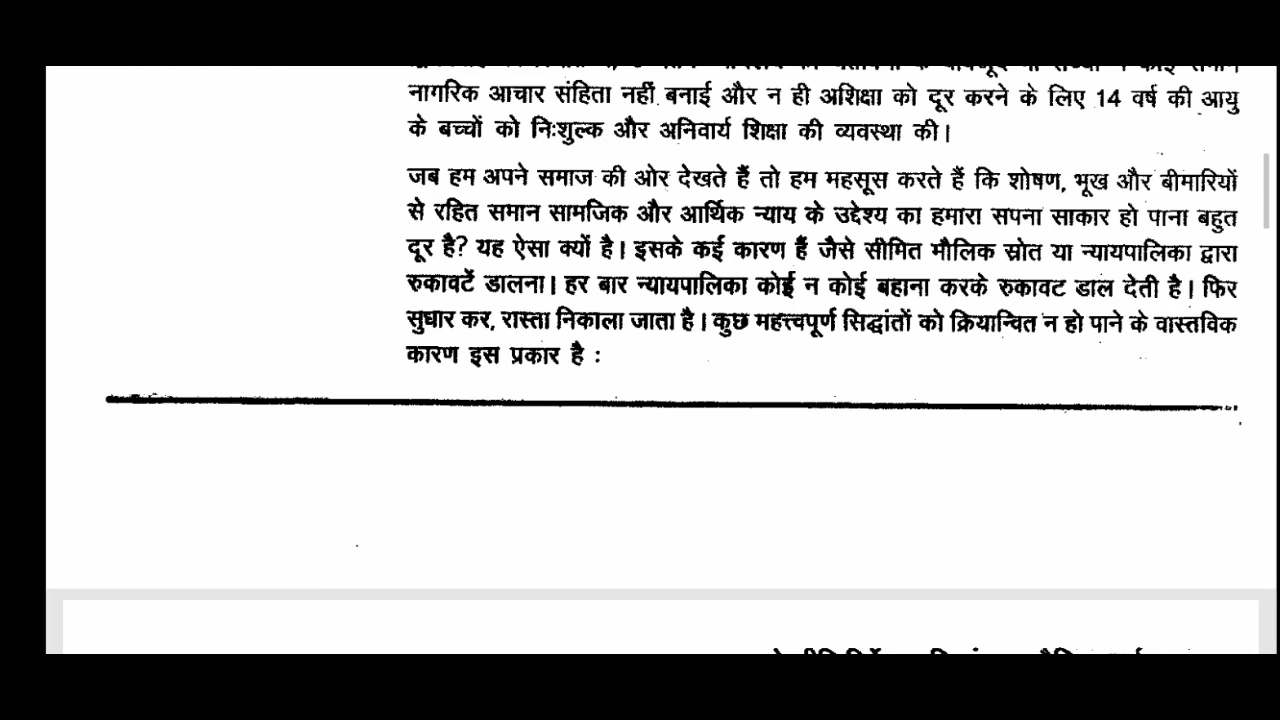 नागरिक आचार संहिता नहीं बनाई और न ही अशिक्षा को दूर करने के लिए 14 वर्ष की आयु
के बच्चों को निःशुल्क और अनिवार्य शिक्षा की व्यवस्था की।
जब हम अपने समाज की ओर देखते हैं तो हम महसूस करते हैं कि शोषण, भूख और बीमारियों
से रहित समान सामजिक और आर्थिक न्याय के उद्देश्य का हमारा सपना साकार हो पाना बहुत
दूर है? यह ऐसा क्यों है। इसके कई कारण हैं जैसे सीमित मौलिक स्रोत या न्यायपालिका द्वारा
रुकावटें डालना। हर बार न्यायपालिका कोई न कोई बहाना करके रुकावट डाल देती है। फिर
सुधार कर, रास्ता निकाला जाता है। कुछ महत्त्वपूर्ण सिद्धांतों को क्रियान्वित न हो पाने के वास्तविक
कारण इस प्रकार है :